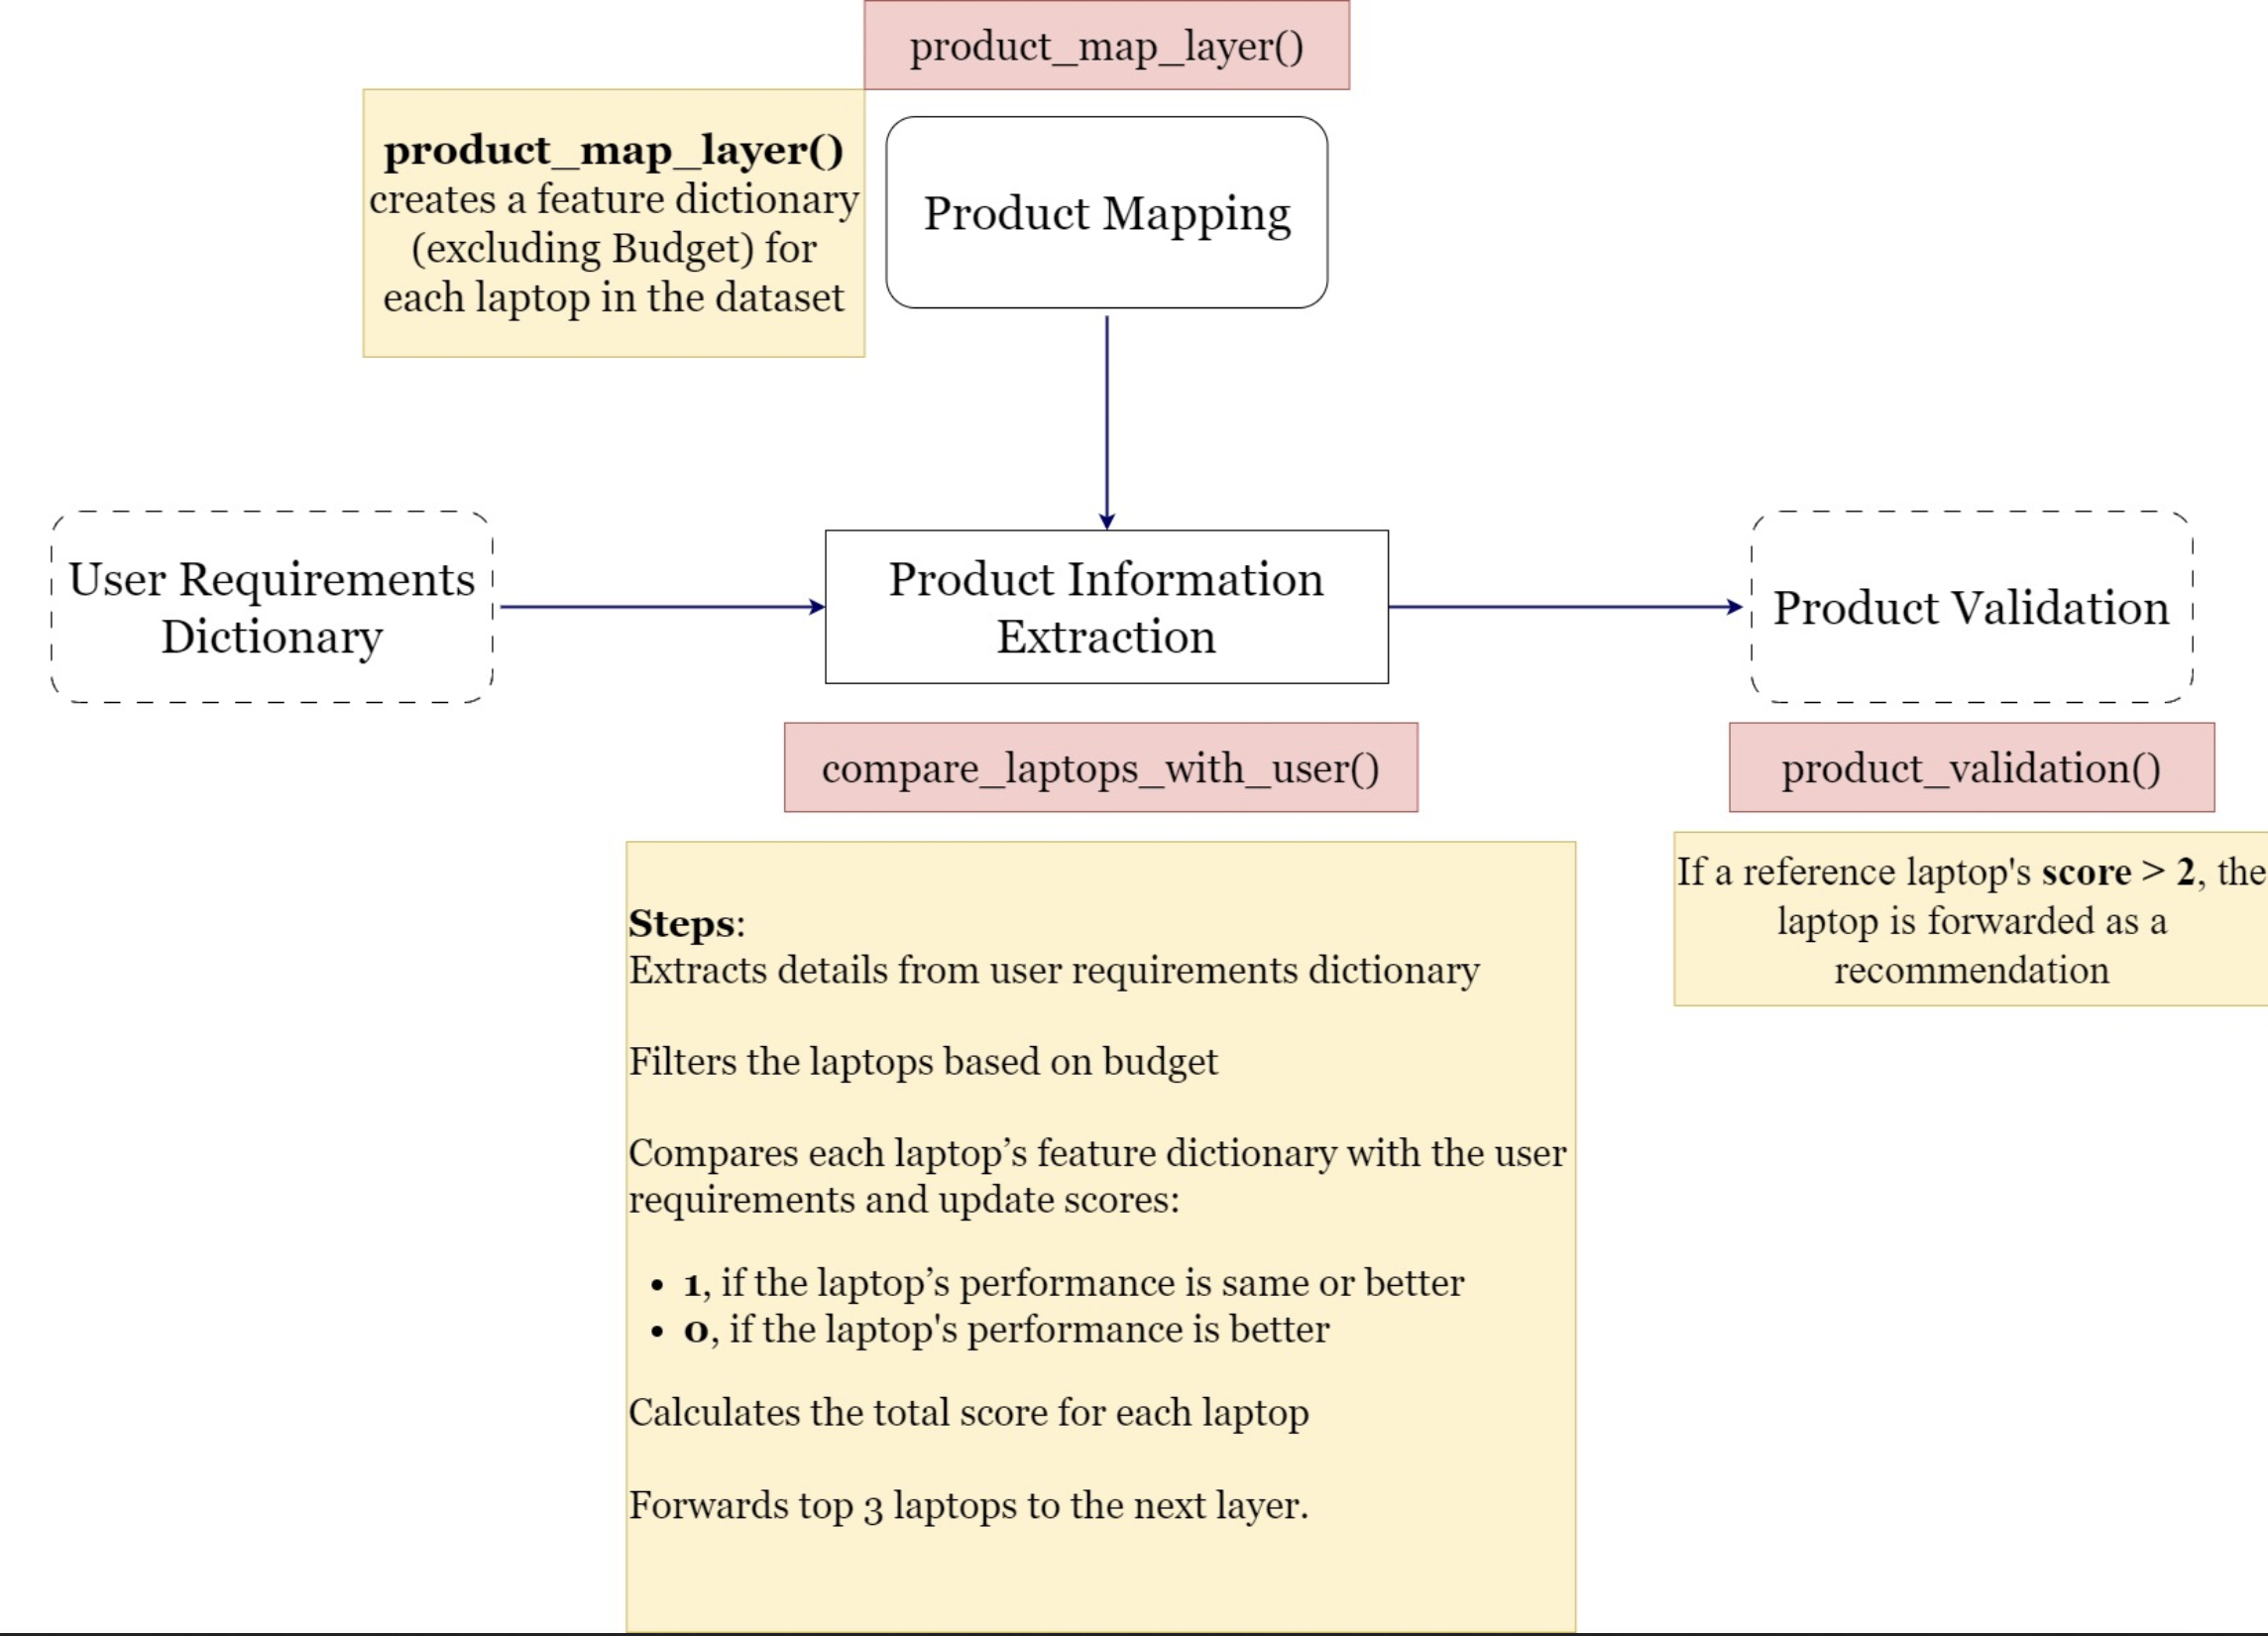 product_map_layer()
product_map_layer()
creates a feature dictionary
(excluding Budget) for
each laptop in the dataset
Product Mapping
User Requirements
Dictionary
Product Information
Extraction
Product Validation
compare_laptops_with_user()
product_validation()
If a reference laptop's score > 2, the
laptop is forwarded as a
recommendation
Steps:
Extracts details from user requirements dictionary
Filters the laptops based on budget
Compares each laptop’s feature dictionary with the user
requirements and update scores:
• 1, if the laptop’s performance is same or better
• 0, if the laptop's performance is better
Calculates the total score for each laptop
Forwards top 3 laptops to the next layer.